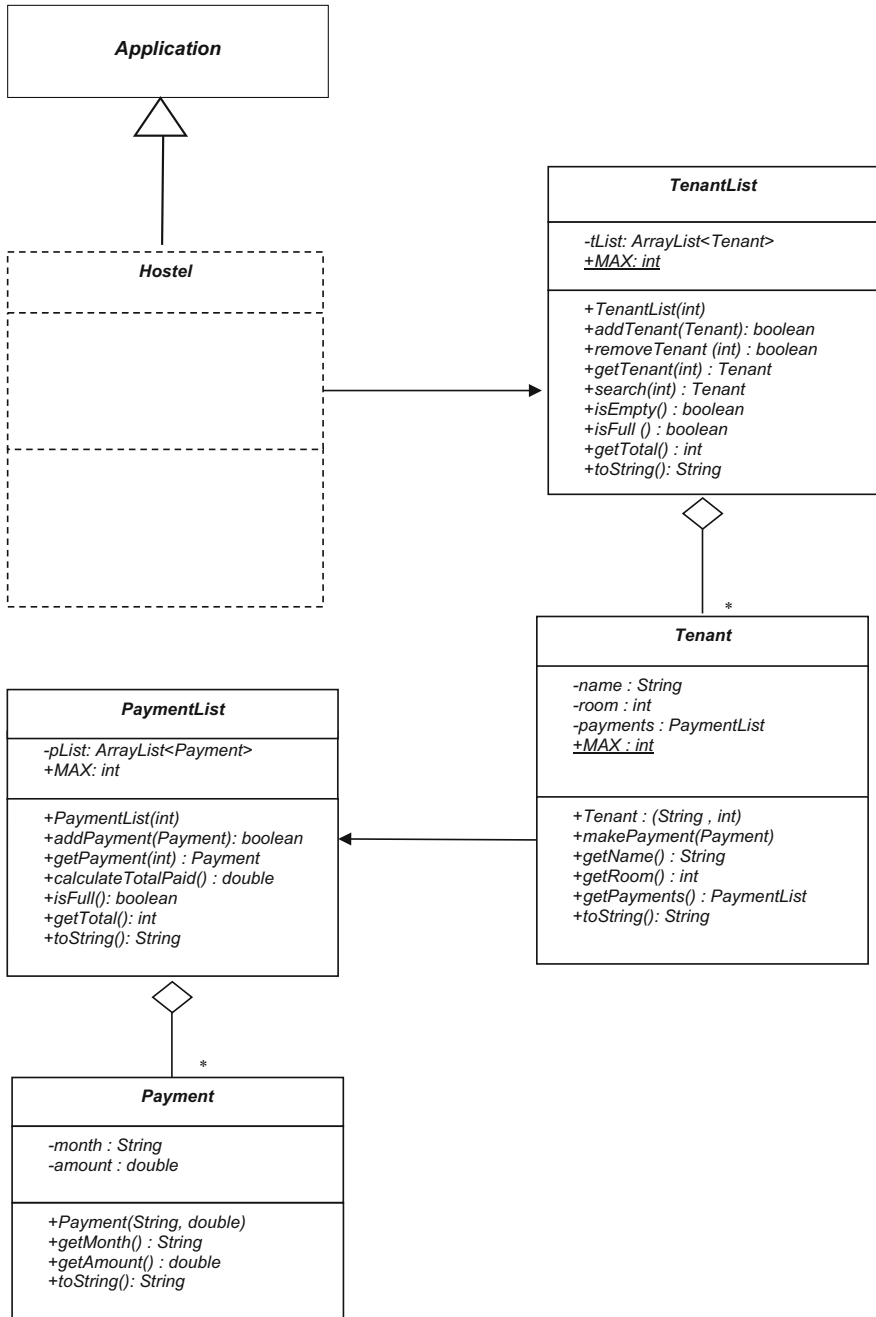 Application
Hostel
TenantList
-tList: ArrayList<Tenant>
+MAX: int
+TenantList(int)
+addTenant(Tenant): boolean
+removeTenant (int) : boolean
+getTenant(int) : Tenant
+search(int) : Tenant
+isEmpty() : boolean
+isFull () : boolean
+getTotal() : int
+toString(): String
*
Tenant
-name : String
-room : int
-payments : PaymentList
+MAX : int
+Tenant : (String , int)
+makePayment(Payment)
+getName() : String
+getRoom() : int
+getPayments() : PaymentList
+toString(): String
PaymentList
-pList: ArrayList<Payment>
+MAX: int
+PaymentList(int)
+addPayment(Payment): boolean
+getPayment(int) : Payment
+calculateTotalPaid() : double
+isFull(): boolean
+getTotal(): int
+toString(): String
*
Payment
-month : String
-amount : double
+Payment(String, double)
+getMonth() : String
+getAmount() : double
+toString(): String